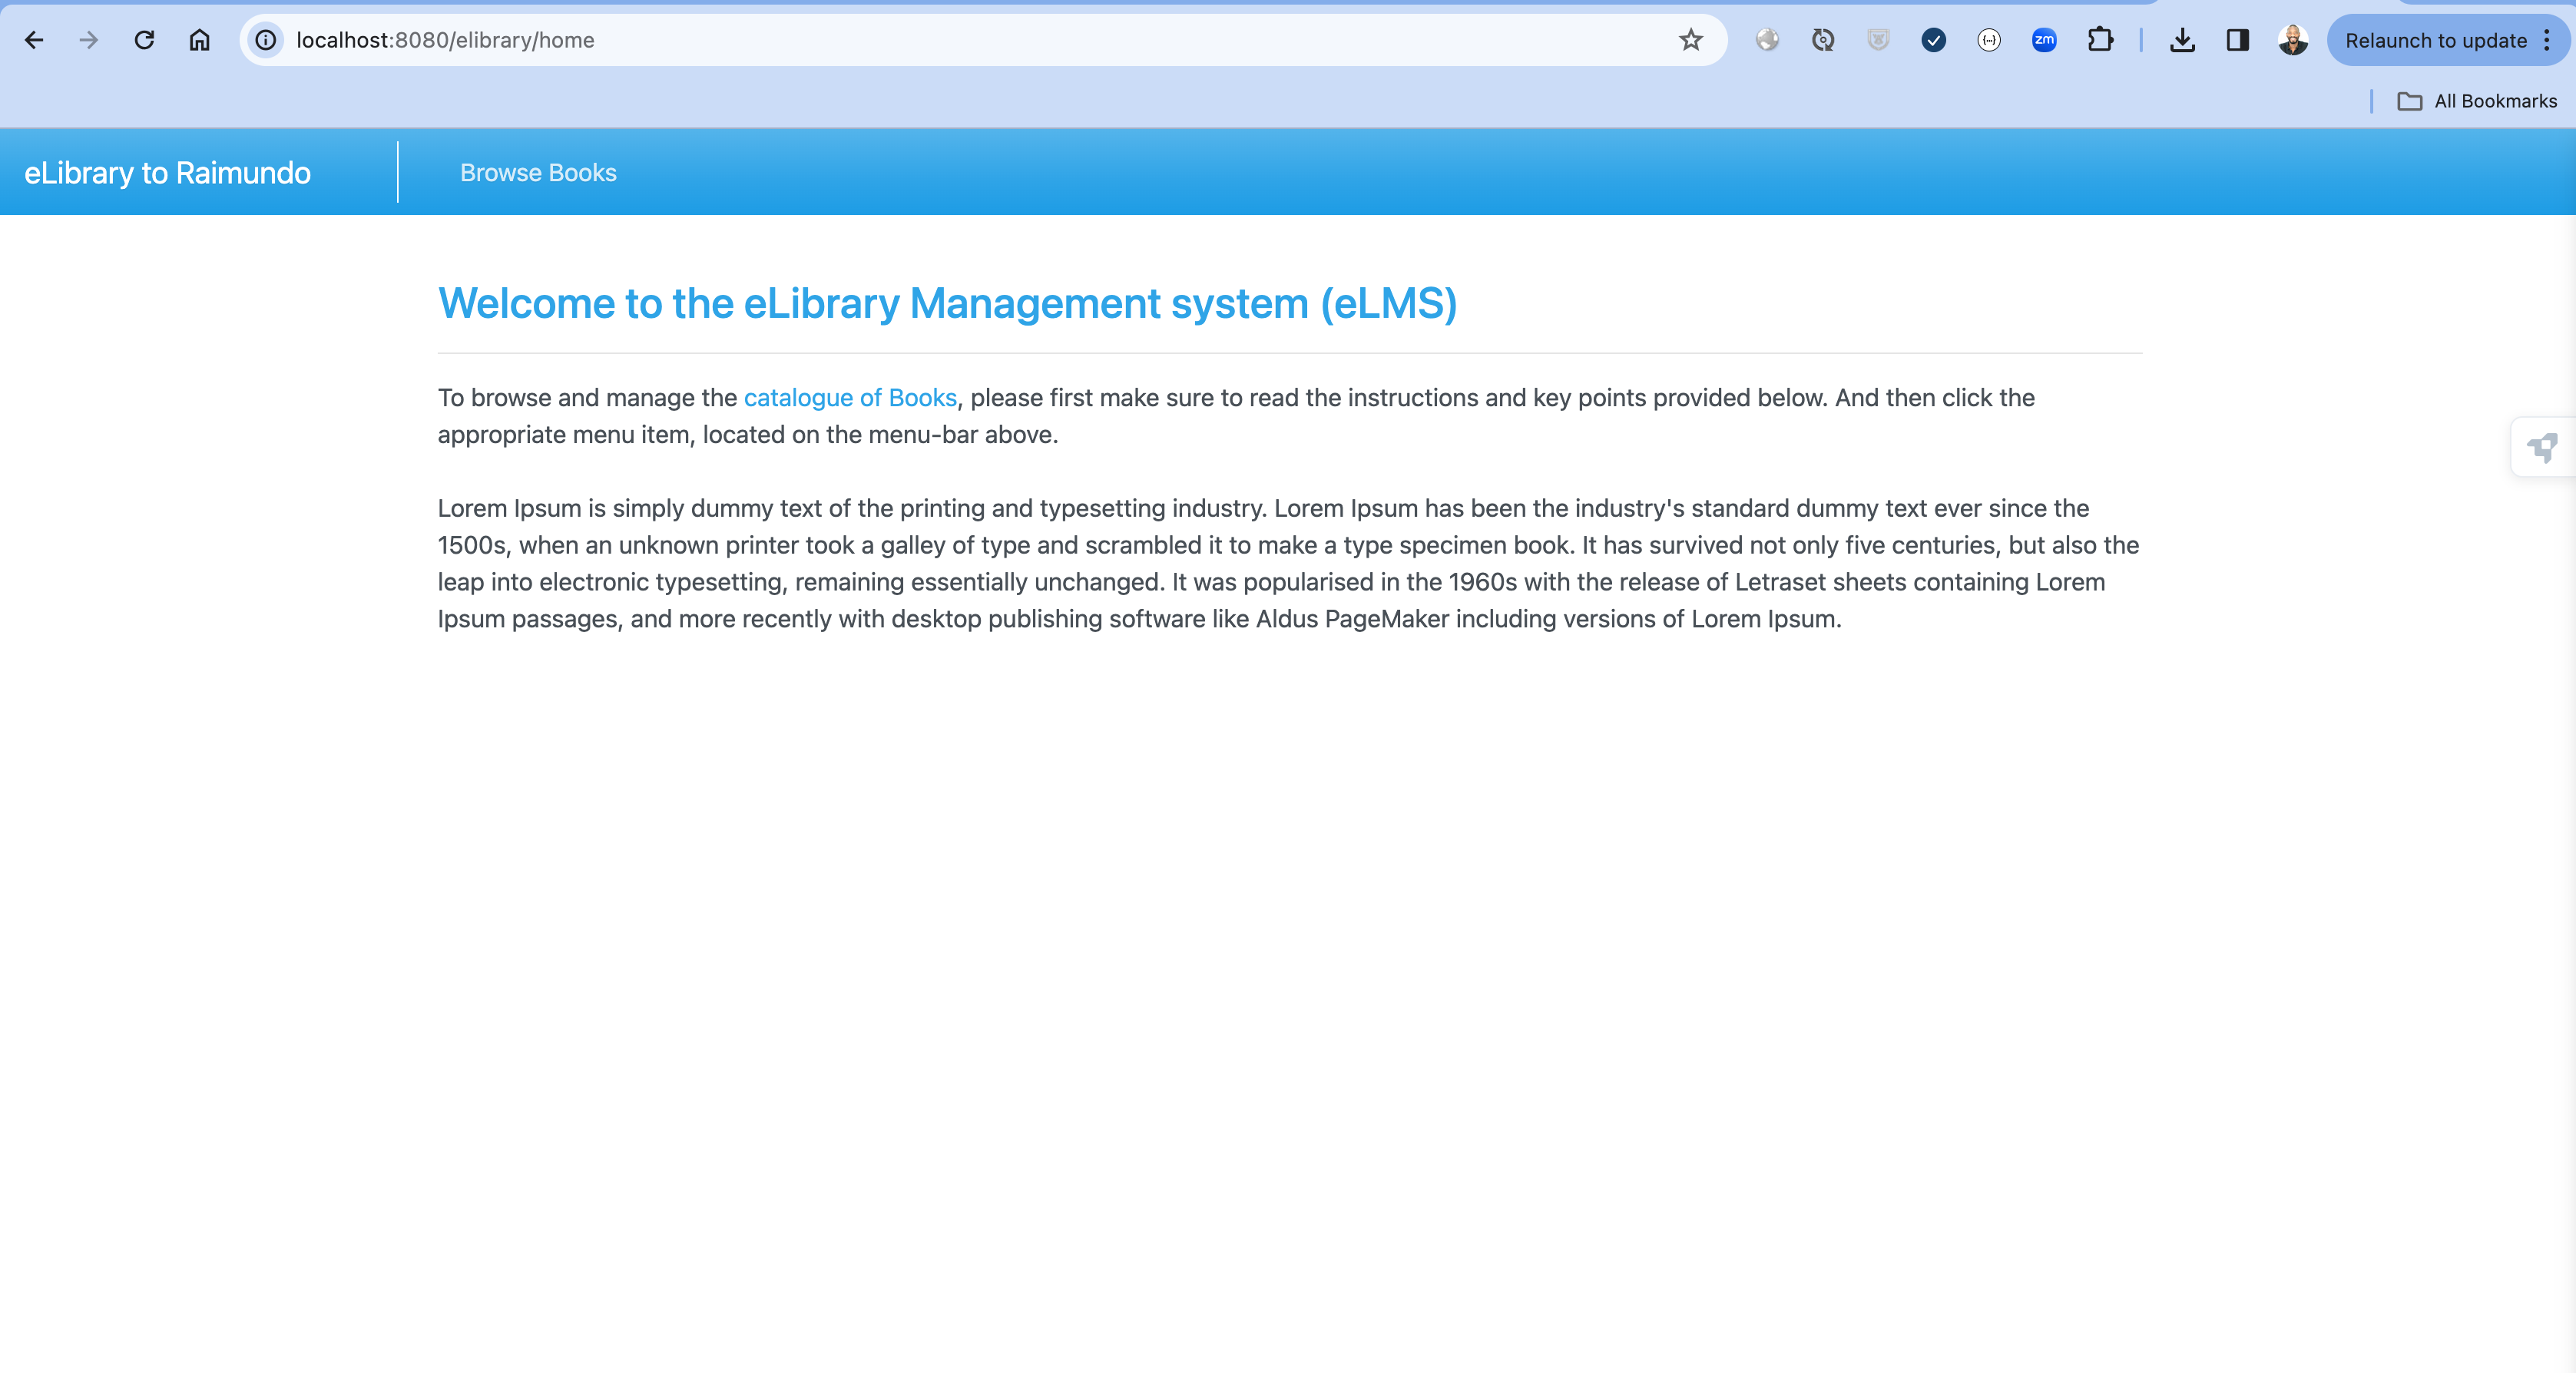 localhost:8080/elibrary/home
zm
Relaunch to update
All Bookmarks
eLibrary to Raimundo
Browse Books
Welcome to the eLibrary Management system (eLMS)
To browse and manage the catalogue of Books, please first make sure to read the instructions and key points provided below. And then click the
appropriate menu item, located on the menu-bar above.
Lorem Ipsum is simply dummy text of the printing and typesetting industry. Lorem Ipsum has been the industry's standard dummy text ever since the
1500s, when an unknown printer took a galley of type and scrambled it to make a type specimen book. It has survived not only five centuries, but also the
leap into electronic typesetting, remaining essentially unchanged. It was popularised in the 1960s with the release of Letraset sheets containing Lorem
Ipsum passages, and more recently with desktop publishing software like Aldus PageMaker including versions of Lorem Ipsum.